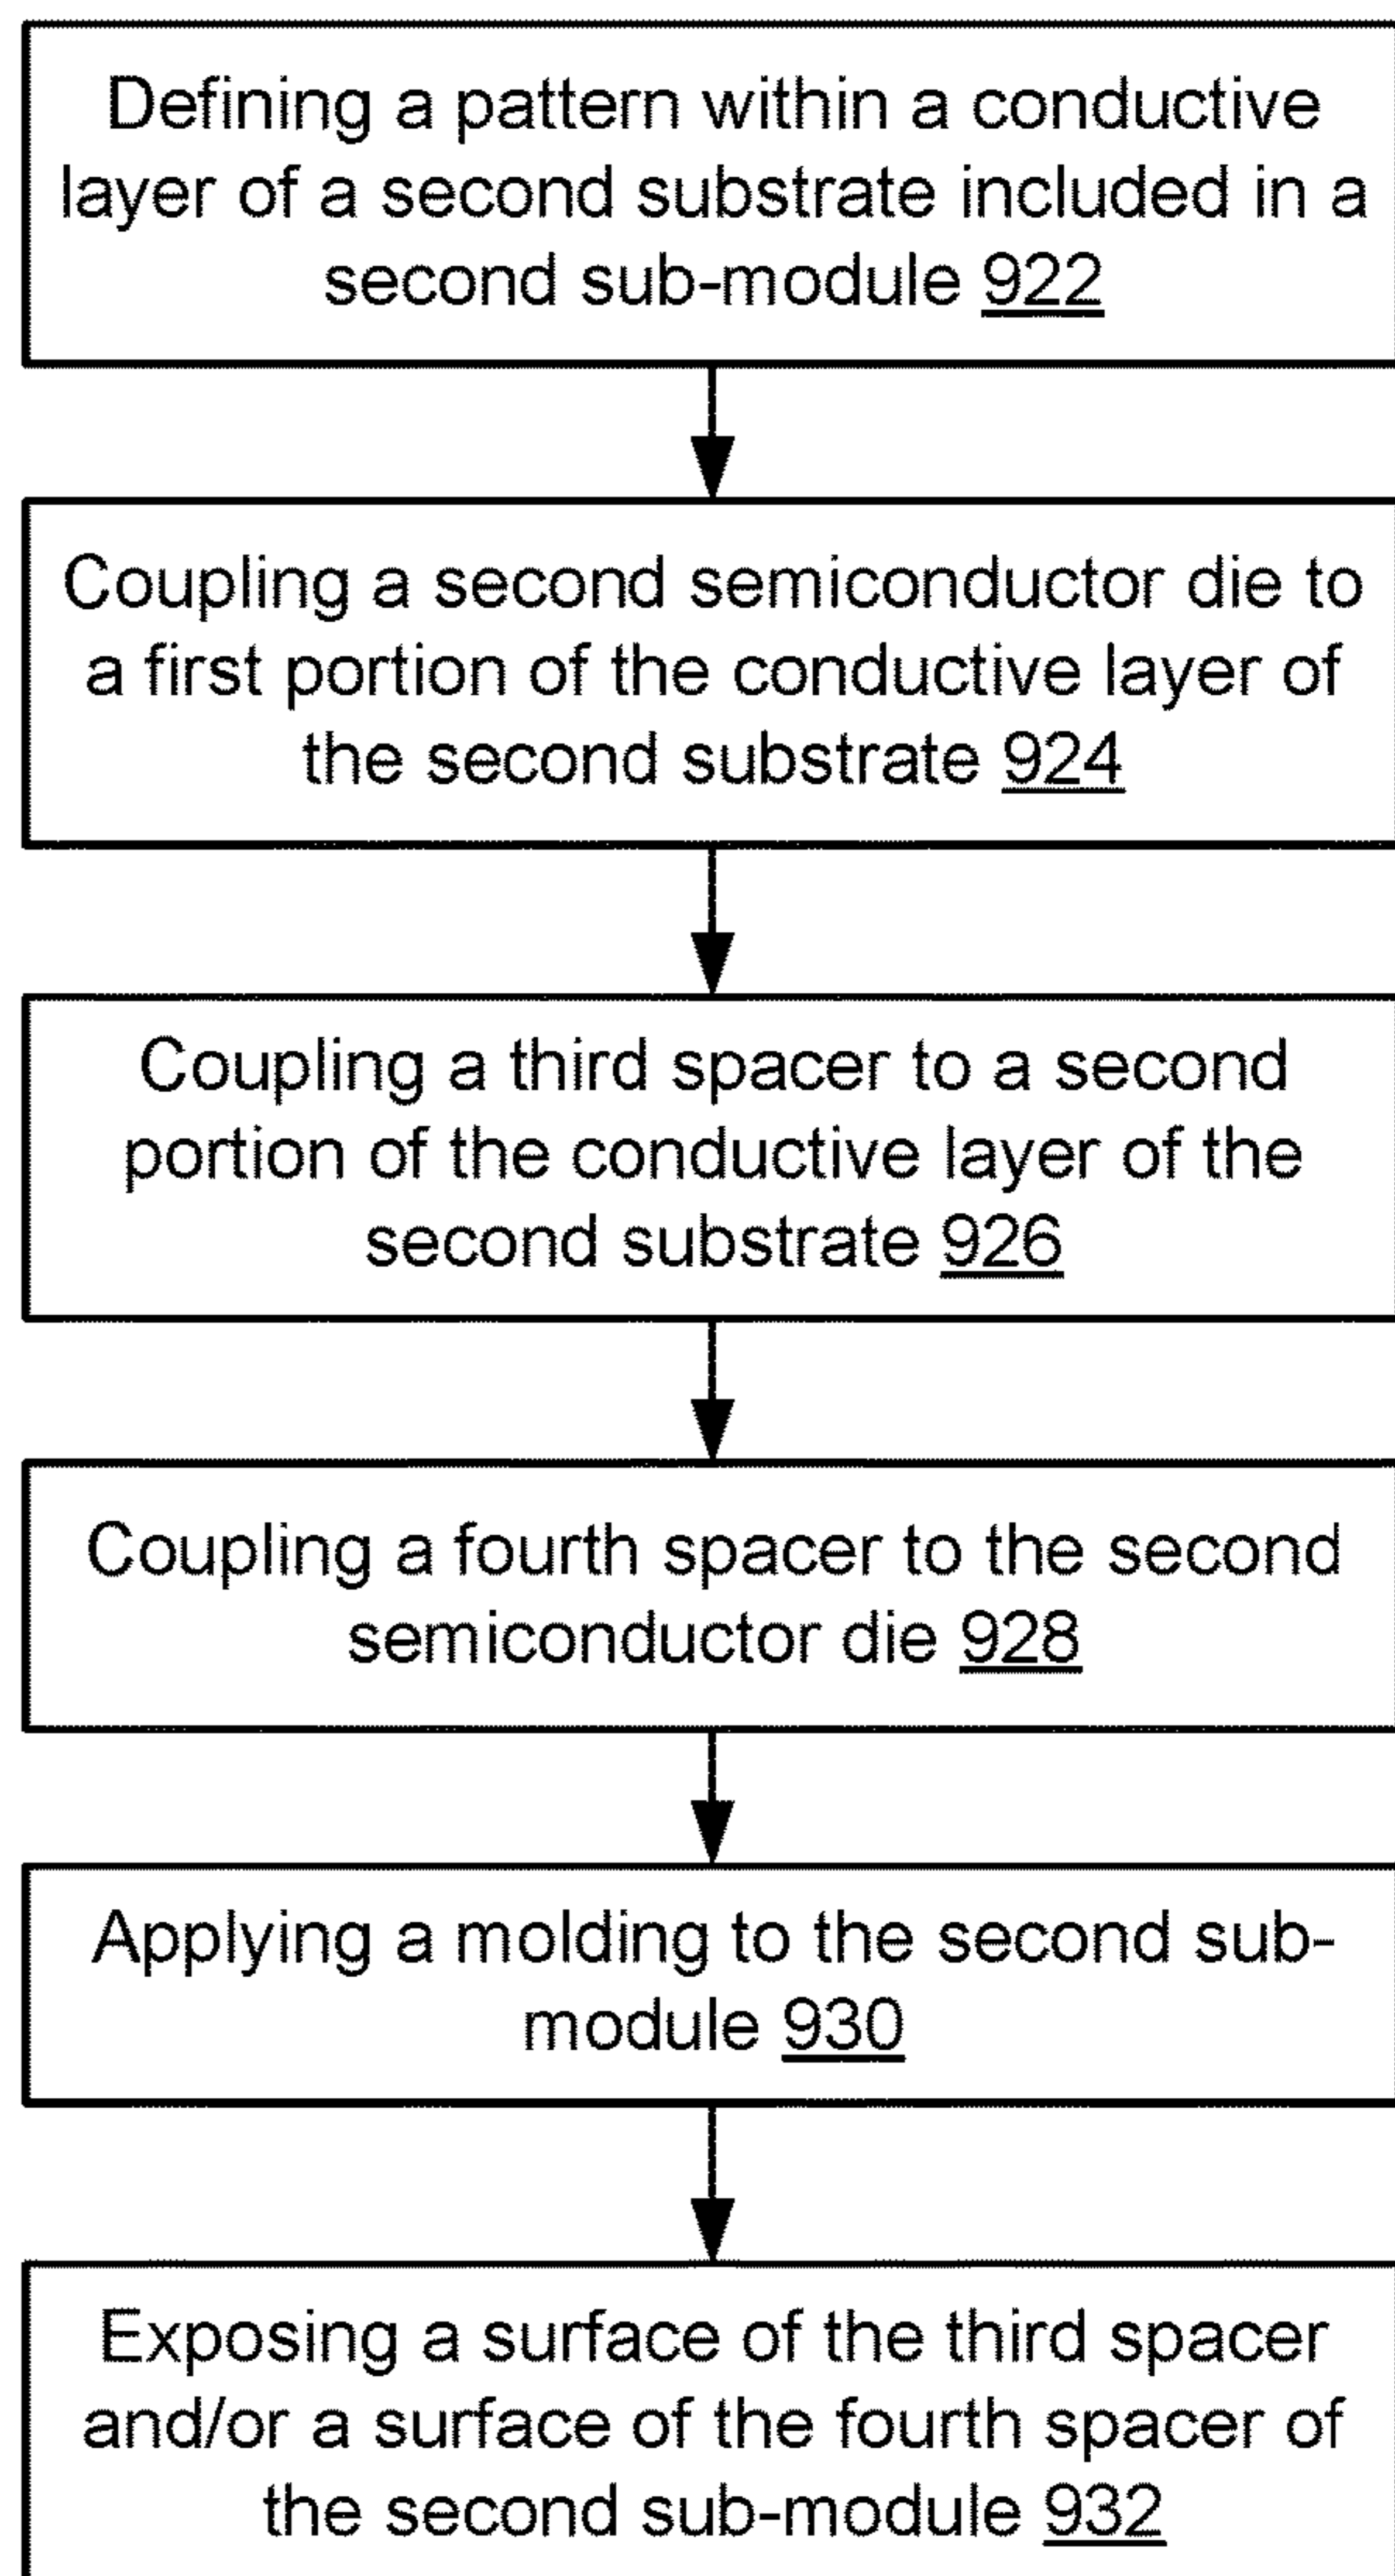 Defining a pattern within a conductive
layer of a second substrate included in a
second sub-module 922
Coupling a second semiconductor die to
a first portion of the conductive layer of
the second substrate 924
Coupling a third spacer to a second
portion of the conductive layer of the
second substrate 926
Coupling a fourth spacer to the second
semiconductor die 928
Applying a molding to the second sub-
module 930
Exposing a surface of the third spacer
and/or a surface of the fourth spacer of
the second sub-module 932